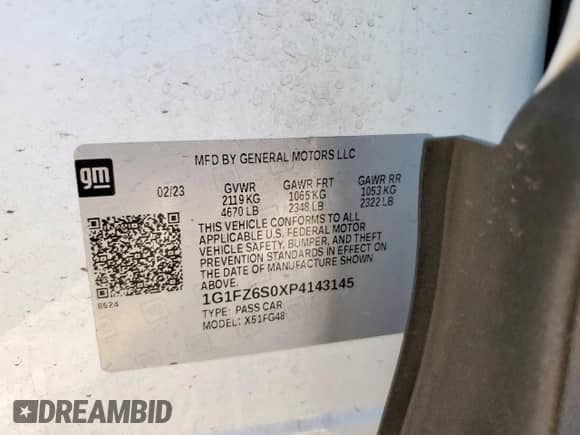 gm
MFD BY GENERAL MOTORS LLC
02/23 GVWR GAWR FRT GAWR RR
2119 KG 1065 KG 1053 KG
4670 LB 2348 LB 2322 LB
THIS VEHICLE CONFORMS TO ALL
APPLICABLE U.S. FEDERAL MOTOR
VEHICLE SAFETY, BUMPER, AND THEFT
PREVENTION STANDARDS IN EFFECT ON
THE DATE OF MANUFACTURE SHOWN
ABOVE.
8624
1G1FZ6S0XP4143145
TYPE: PASS CAR
MODEL: X51FG48
DREAMBID